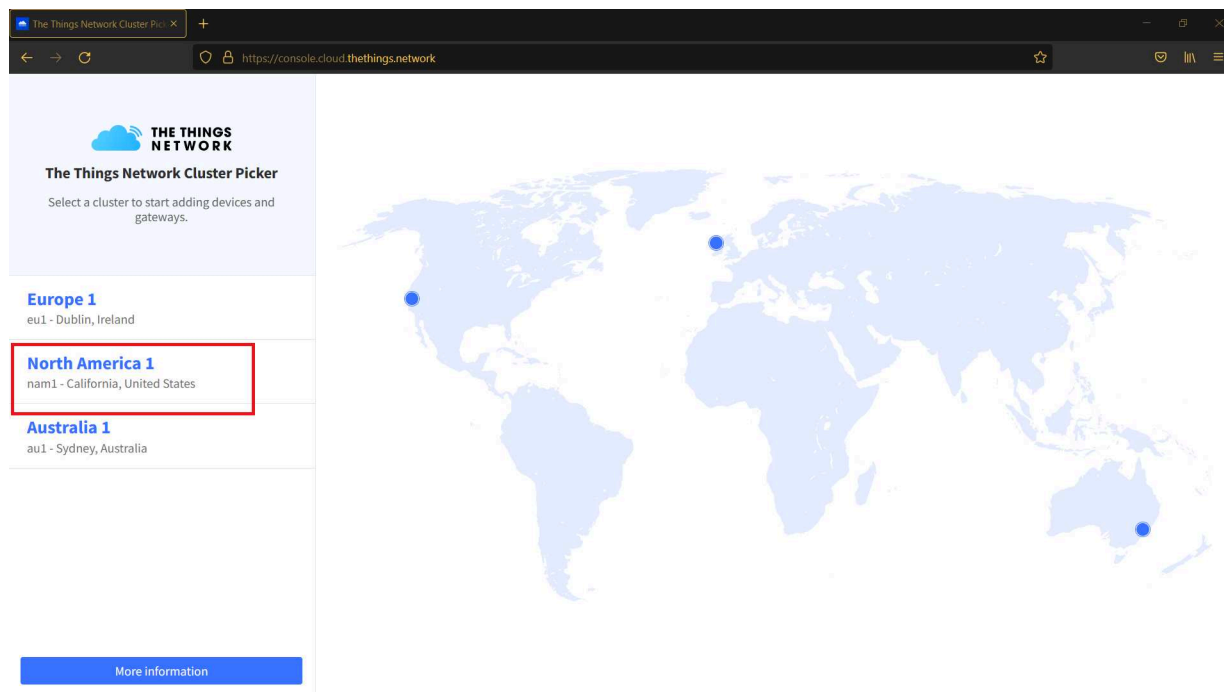 The Things Network Cluster Pic
https://console.cloud.thethings.network
THE THINGS
NETWORK
The Things Network Cluster Picker
Select a cluster to start adding devices and
gateways.
Europe 1
eu1 - Dublin, Ireland
North America 1
nam1 - California, United States
Australia 1
au1 - Sydney, Australia
More information